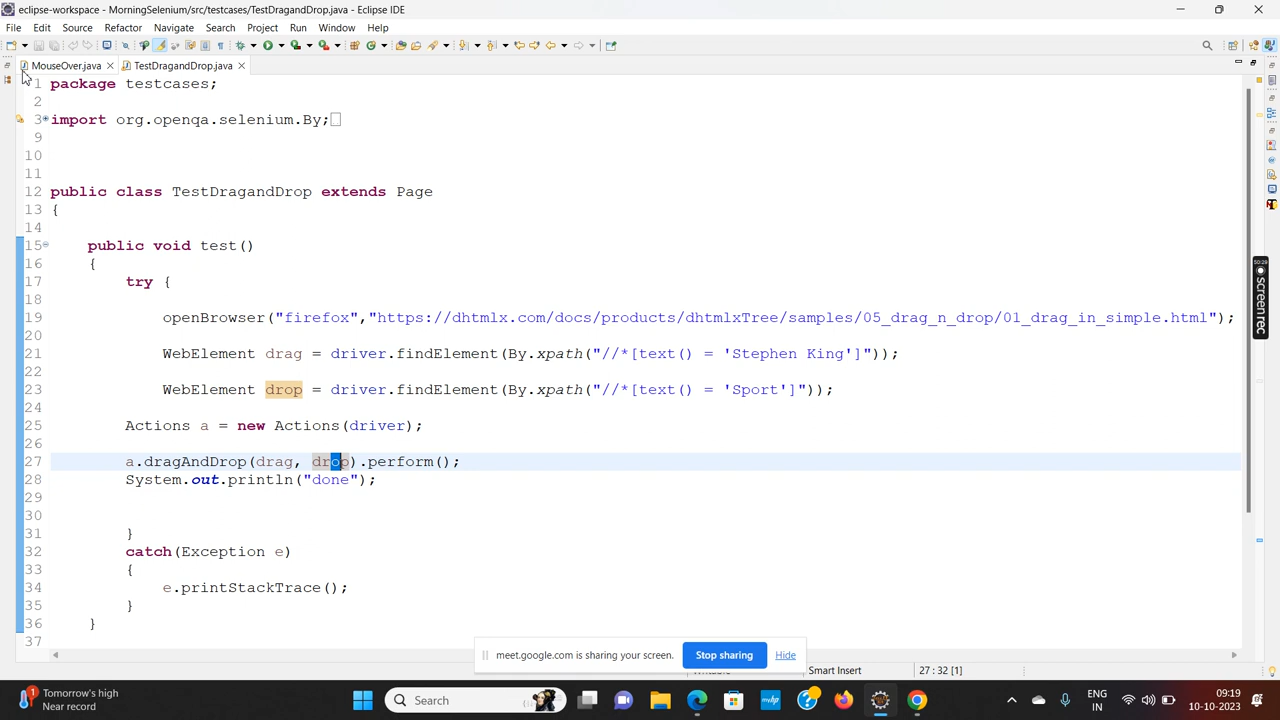 eclipse-workspace - MorningSelenium/src/testcases/TestDragandDrop.java - Eclipse IDE
File Edit Source Refactor Navigate Search Project Run Window Help
MouseOver.java TestDragandDrop.java
1 package testcases;
2
3 import org.openqa.selenium.By;
9
10
11
12 public class TestDragandDrop extends Page
13 {
14
15 public void test()
16 {
17 try {
18
19 openBrowser("firefox","https://dhtmlx.com/docs/products/dhtmlxTree/samples/05_drag_n_drop/01_drag_in_simple.html");
20
21 WebElement drag = driver.findElement(By.xpath("//*[text() = 'Stephen King']"));
22
23 WebElement drop = driver.findElement(By.xpath("//*[text() = 'Sport']"));
24
25 Actions a = new Actions(driver);
26
27 a.dragAndDrop(drag, drop).perform();
28 System.out.println("done");
29
30
31 }
32 catch(Exception e)
33 {
34 e.printStackTrace();
35 }
36 }
37
50:28
screen rec
meet.google.com is sharing your screen. Stop sharing Hide
Smart Insert 27 : 32 [1]
1 Tomorrow's high
Near record
Search
ENG
IN
09:19
10-10-2023